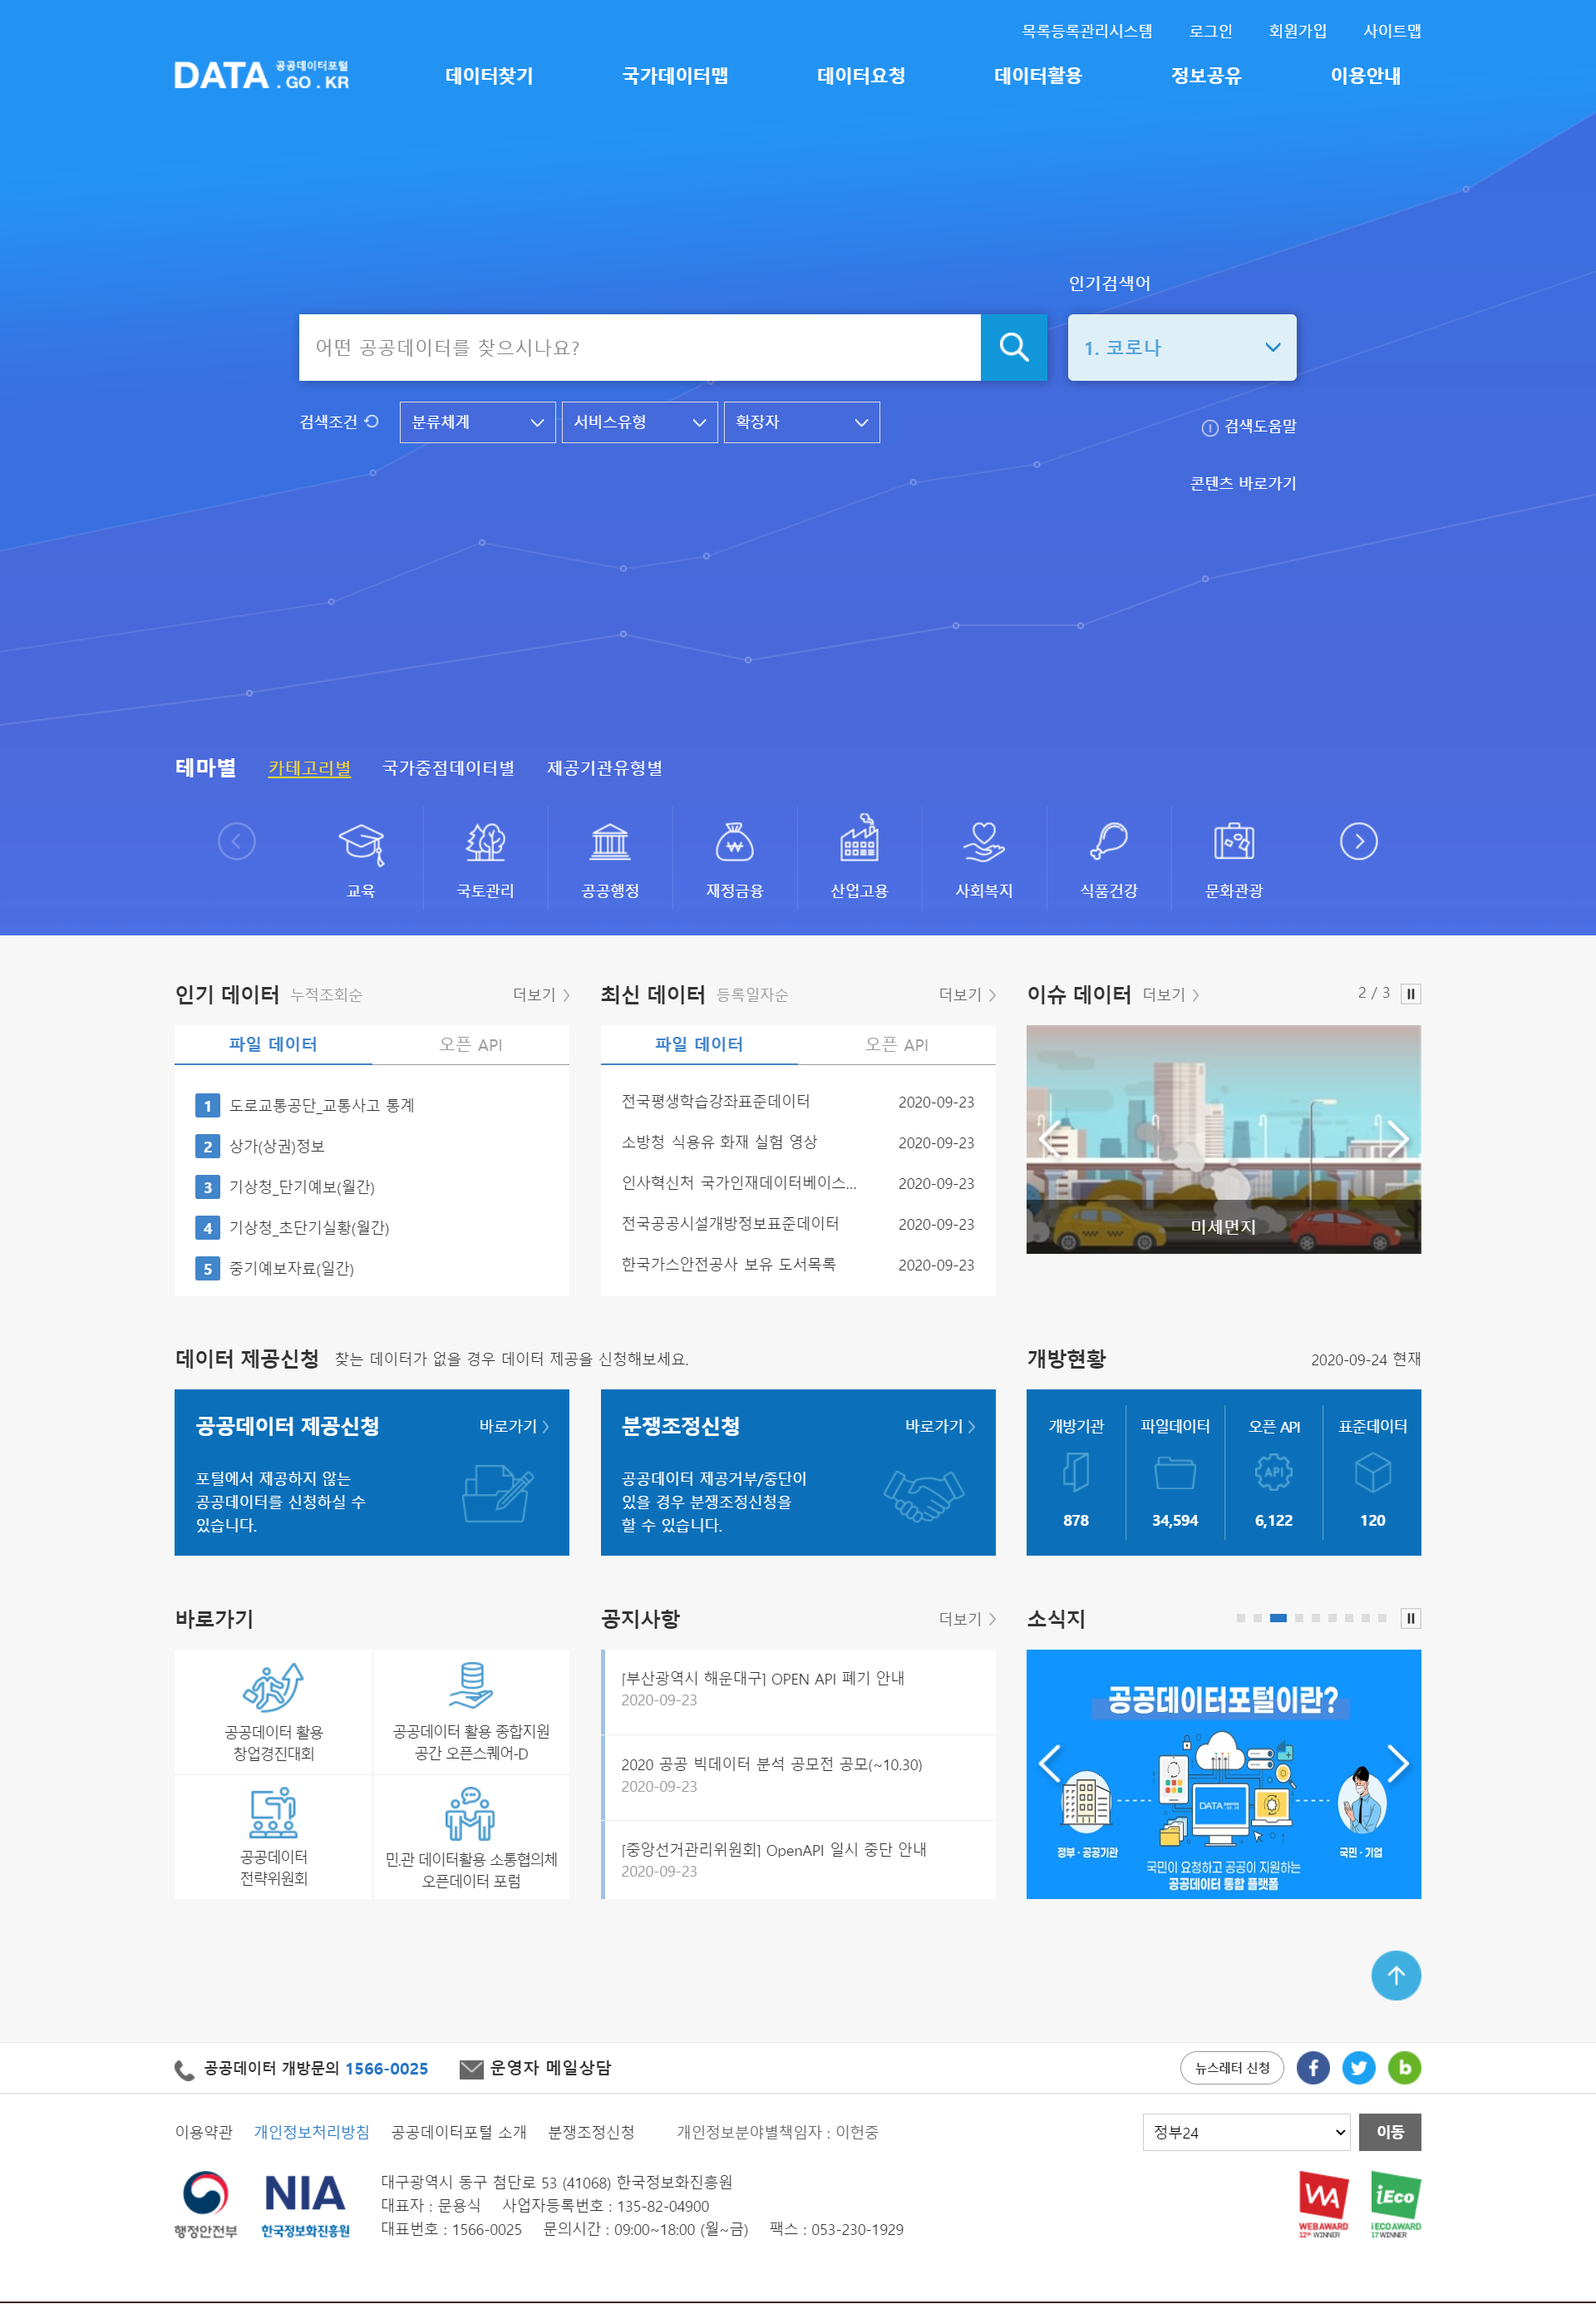 목록등록관리시스템 로그인 회원가입 사이트맵
DATA 공공데이터포털 . GO . KR
데이터찾기 국가데이터맵 데이터요청 데이터활용 정보공유 이용안내
인기검색어
어떤 공공데이터를 찾으시나요?
1. 코로나
검색조건 분류체계 서비스유형 확장자
검색도움말
콘텐츠 바로가기
테마별 카테고리별 국가중점데이터별 제공기관유형별
교육 국토관리 공공행정 재정금융 산업고용 사회복지 식품건강 문화관광
인기 데이터 누적조회순 더보기
파일 데이터 오픈 API
1 도로교통공단_교통사고 통계
2 상가(상권)정보
3 기상청_단기예보(월간)
4 기상청_초단기실황(월간)
5 중기예보자료(일간)
최신 데이터 등록일자순 더보기
파일 데이터 오픈 API
전국평생학습강좌표준데이터 2020-09-23
소방청 식용유 화재 실험 영상 2020-09-23
인사혁신처 국가인재데이터베이스... 2020-09-23
전국공공시설개방정보표준데이터 2020-09-23
한국가스안전공사 보유 도서목록 2020-09-23
이슈 데이터 더보기 2 / 3
미세먼지
데이터 제공신청 찾는 데이터가 없을 경우 데이터 제공을 신청해보세요.
공공데이터 제공신청 바로가기
포털에서 제공하지 않는
공공데이터를 신청하실 수
있습니다.
분쟁조정신청 바로가기
공공데이터 제공거부/중단이
있을 경우 분쟁조정신청을
할 수 있습니다.
개방현황 2020-09-24 현재
개방기관 파일데이터 오픈 API 표준데이터
API
878 34,594 6,122 120
바로가기
공공데이터 활용
창업경진대회
공공데이터 활용 종합지원
공간 오픈스퀘어-D
공공데이터
전략위원회
민.관 데이터활용 소통협의체
오픈데이터 포럼
공지사항 더보기
[부산광역시 해운대구] OPEN API 폐기 안내
2020-09-23
2020 공공 빅데이터 분석 공모전 공모(~10.30)
2020-09-23
[중앙선거관리위원회] OpenAPI 일시 중단 안내
2020-09-23
소식지
공공데이터포털이란?
DATA
정부 · 공공기관 국민 · 기업
국민이 요청하고 공공이 지원하는
공공데이터 통합 플랫폼
공공데이터 개방문의 1566-0025 운영자 메일상담
뉴스레터 신청
이용약관 개인정보처리방침 공공데이터포털 소개 분쟁조정신청 개인정보분야별책임자 : 이헌중
정부24 이동
행정안전부
NIA 한국정보화진흥원
대구광역시 동구 첨단로 53 (41068) 한국정보화진흥원
대표자 : 문용식 사업자등록번호 : 135-82-04900
대표번호 : 1566-0025 문의시간 : 09:00~18:00 (월~금) 팩스 : 053-230-1929
WA WEB AWARD 12th WINNER
iEco i ECO AWARD 17 WINNER